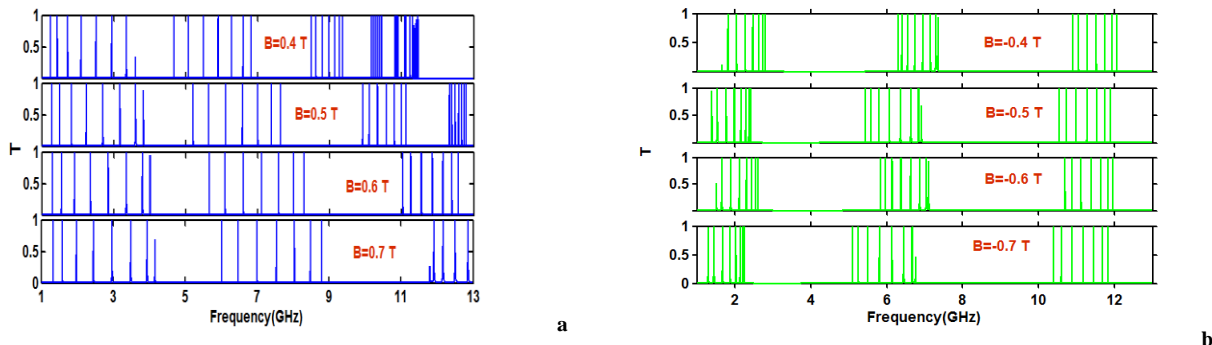 1
0.5
B=0.4 T
1
0.5
B=0.5 T
1
0.5
B=0.6 T
1
0.5
B=0.7 T
0
T
1 3 5 7 9 11 13
Frequency(GHz)
a
1
0.5
B=-0.4 T
1
0.5
B=-0.5 T
1
0.5
B=-0.6 T
1
0.5
B=-0.7 T
0
T
2 4 6 8 10 12
Frequency(GHz)
b